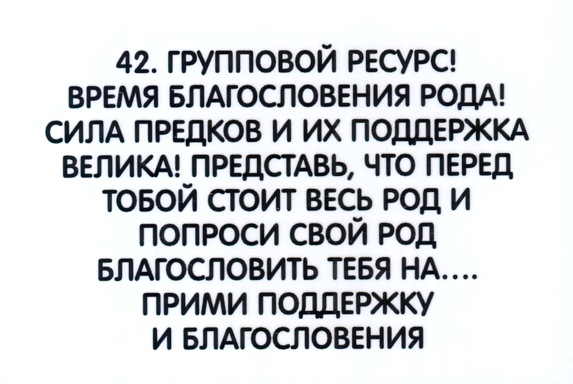 42. ГРУППОВОЙ РЕСУРС!
ВРЕМЯ БЛАГОСЛОВЕНИЯ РОДА!
СИЛА ПРЕДКОВ И ИХ ПОДДЕРЖКА
ВЕЛИКА! ПРЕДСТАВЬ, ЧТО ПЕРЕД
ТОБОЙ СТОИТ ВЕСЬ РОД И
ПОПРОСИ СВОЙ РОД
БЛАГОСЛОВИТЬ ТЕБЯ НА....
ПРИМИ ПОДДЕРЖКУ
И БЛАГОСЛОВЕНИЯ